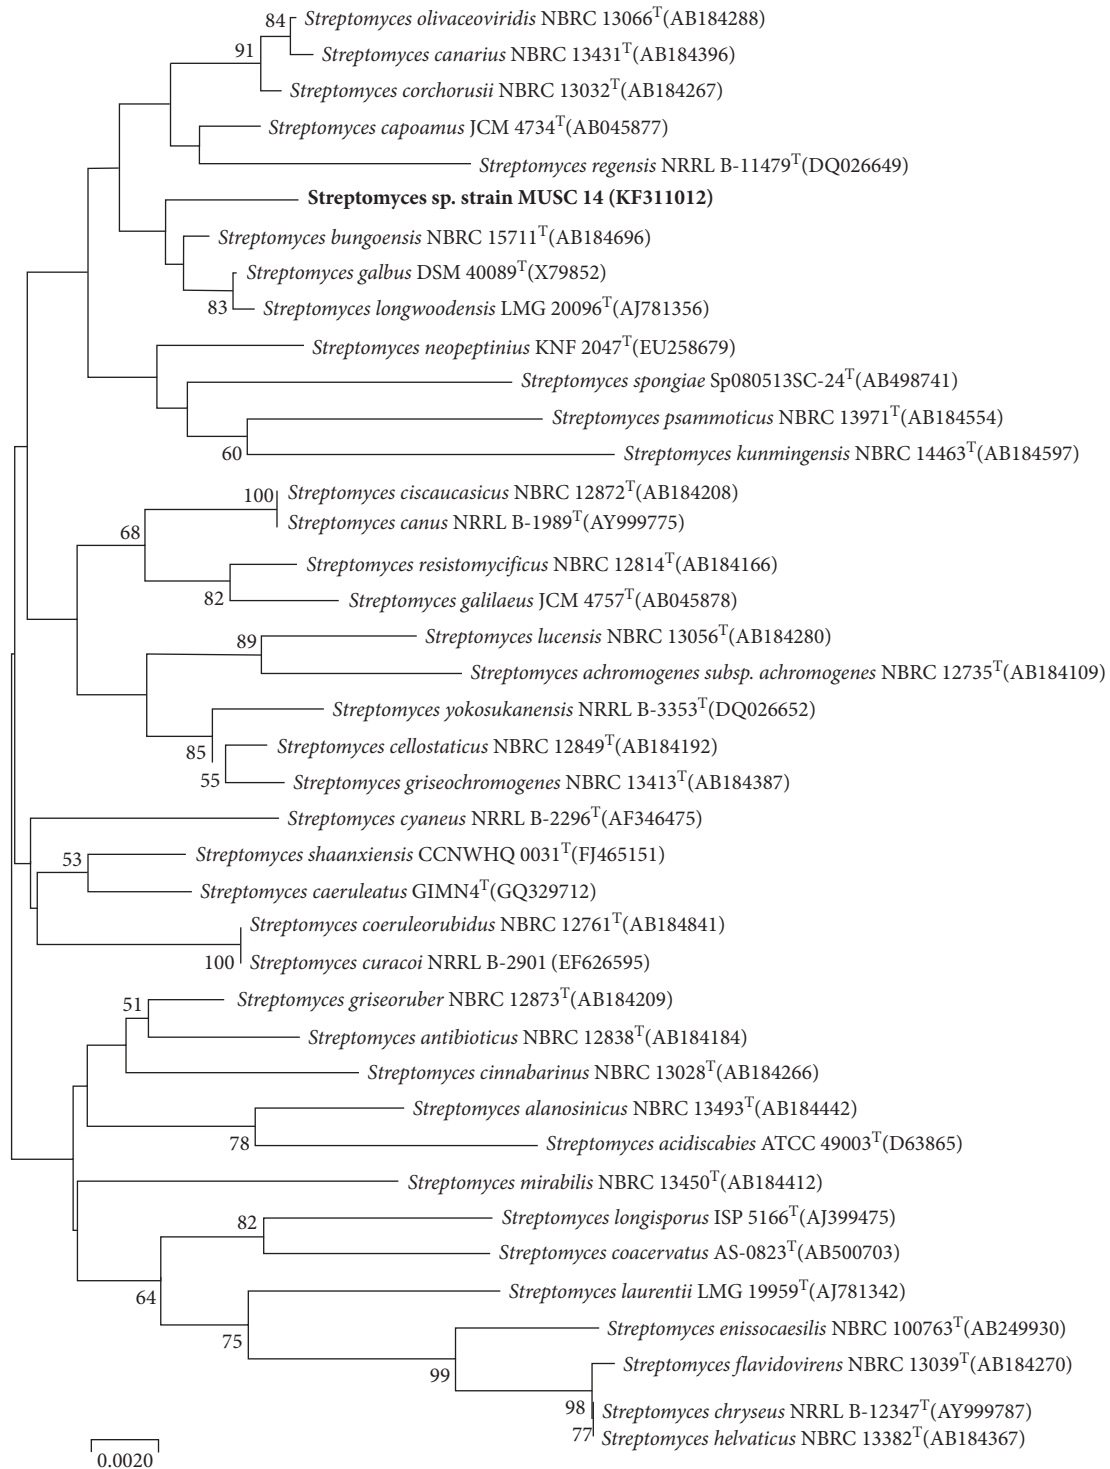 84
Streptomyces olivaceoviridis NBRC 13066T(AB184288)
91
Streptomyces canarius NBRC 13431T(AB184396)
Streptomyces corchorusii NBRC 13032T(AB184267)
Streptomyces capoamus JCM 4734T(AB045877)
Streptomyces regensis NRRL B-11479T(DQ026649)
Streptomyces sp. strain MUSC 14 (KF311012)
Streptomyces bungoensis NBRC 15711T(AB184696)
Streptomyces galbus DSM 40089T(X79852)
83
Streptomyces longwoodensis LMG 20096T(AJ781356)
Streptomyces neopeptinius KNF 2047T(EU258679)
Streptomyces spongiae Sp080513SC-24T(AB498741)
Streptomyces psammoticus NBRC 13971T(AB184554)
60
Streptomyces kunmingensis NBRC 14463T(AB184597)
100
Streptomyces ciscaucasicus NBRC 12872T(AB184208)
Streptomyces canus NRRL B-1989T(AY999775)
68
Streptomyces resistomycificus NBRC 12814T(AB184166)
82
Streptomyces galilaeus JCM 4757T(AB045878)
89
Streptomyces lucensis NBRC 13056T(AB184280)
Streptomyces achromogenes subsp. achromogenes NBRC 12735T(AB184109)
Streptomyces yokosukanensis NRRL B-3353T(DQ026652)
85
Streptomyces cellostaticus NBRC 12849T(AB184192)
55
Streptomyces griseochromogenes NBRC 13413T(AB184387)
Streptomyces cyaneus NRRL B-2296T(AF346475)
53
Streptomyces shaanxiensis CCNWHQ 0031T(FJ465151)
Streptomyces caeruleatus GIMN4T(GQ329712)
Streptomyces coeruleorubidus NBRC 12761T(AB184841)
100
Streptomyces curacoi NRRL B-2901 (EF626595)
51
Streptomyces griseoruber NBRC 12873T(AB184209)
Streptomyces antibioticus NBRC 12838T(AB184184)
Streptomyces cinnabarinus NBRC 13028T(AB184266)
Streptomyces alanosinicus NBRC 13493T(AB184442)
78
Streptomyces acidiscabies ATCC 49003T(D63865)
Streptomyces mirabilis NBRC 13450T(AB184412)
82
Streptomyces longisporus ISP 5166T(AJ399475)
Streptomyces coacervatus AS-0823T(AB500703)
64
Streptomyces laurentii LMG 19959T(AJ781342)
75
Streptomyces enissocaesilis NBRC 100763T(AB249930)
99
Streptomyces flavidovirens NBRC 13039T(AB184270)
98
Streptomyces chryseus NRRL B-12347T(AY999787)
77
Streptomyces helvaticus NBRC 13382T(AB184367)
0.0020